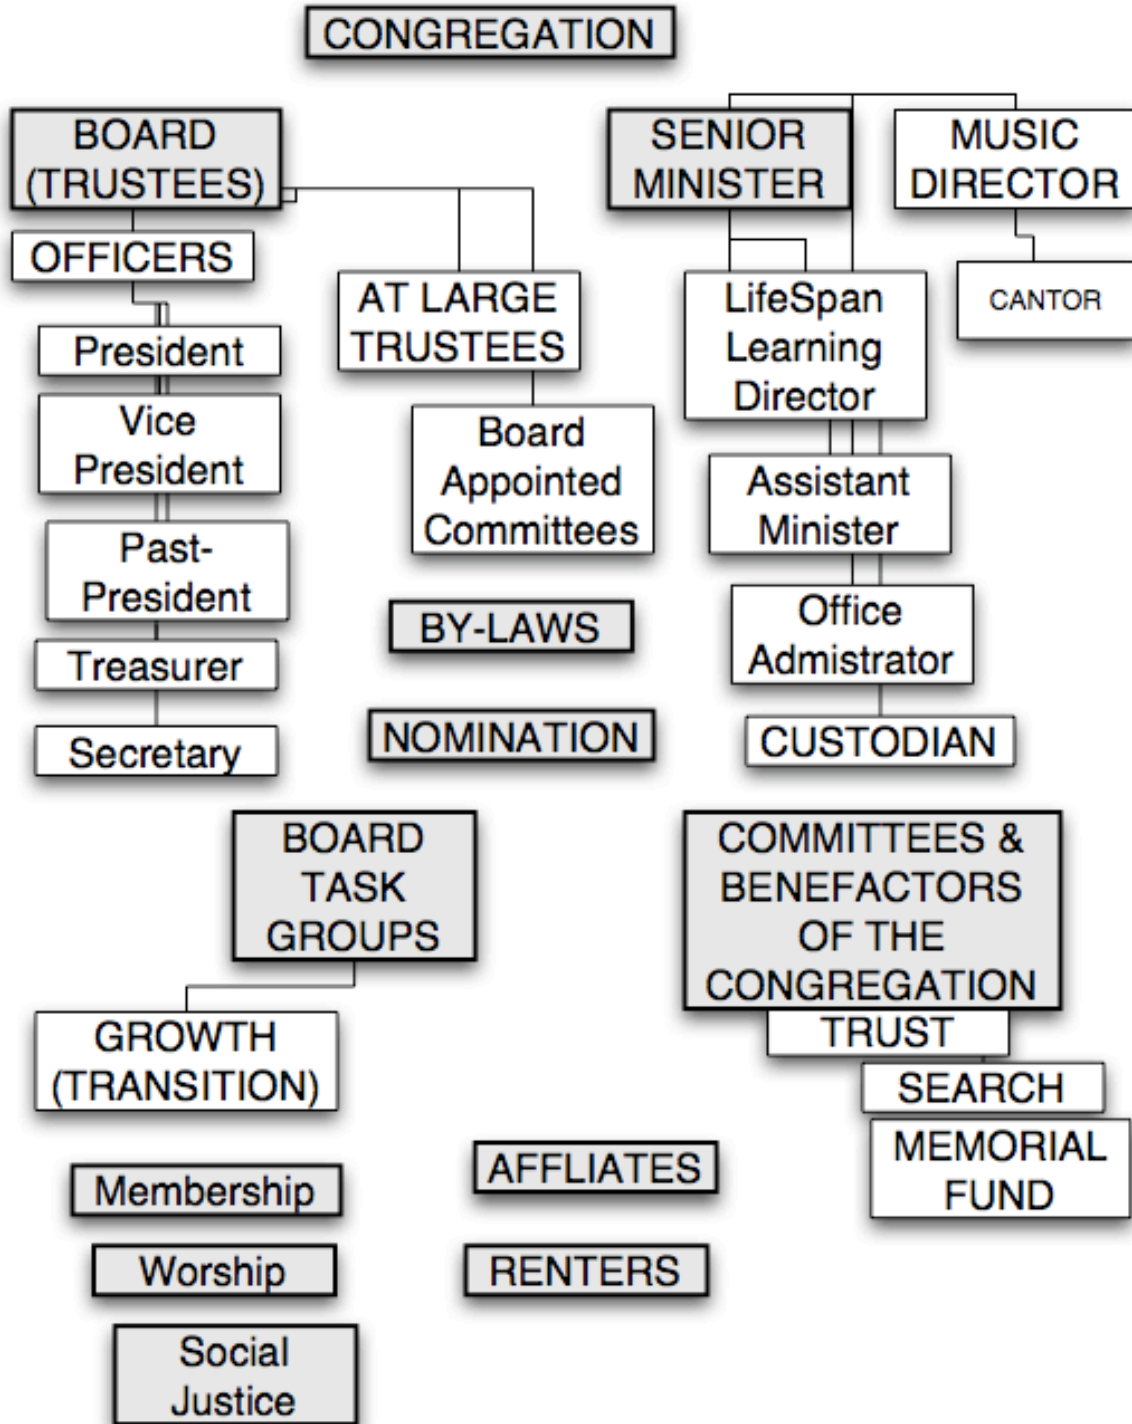 CONGREGATION
BOARD
(TRUSTEES)
OFFICERS
President
Vice
President
Past-
President
Treasurer
Secretary
AT LARGE
TRUSTEES
Board
Appointed
Committees
BY-LAWS
NOMINATION
SENIOR
MINISTER
MUSIC
DIRECTOR
CANTOR
LifeSpan
Learning
Director
Assistant
Minister
Office
Admistrator
CUSTODIAN
BOARD
TASK
GROUPS
GROWTH
(TRANSITION)
Membership
Worship
Social
Justice
AFFLIATES
RENTERS
COMMITTEES &
BENEFACTORS
OF THE
CONGREGATION
TRUST
SEARCH
MEMORIAL
FUND